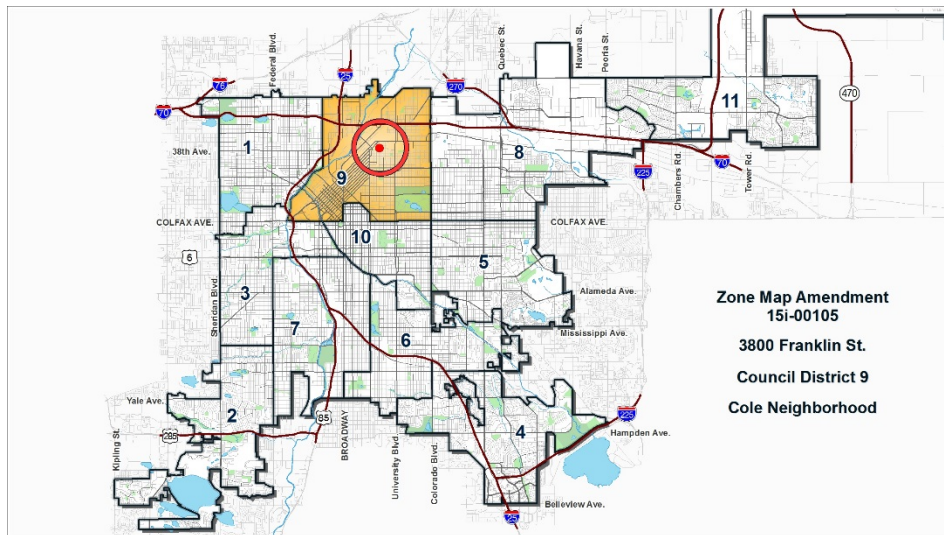 Federal Blvd.
Quebec St.
Havana St.
Peoria St.
76
25
270
470
70
11
1
38th Ave.
8
9
225
Chambers Rd.
70
Tower Rd.
COLFAX AVE.
COLFAX AVE.
10
6
5
3
Sheridan Blvd
Alameda Ave.
7
6
Mississippi Ave.
Zone Map Amendment
15i-00105
3800 Franklin St.
Council District 9
Cole Neighborhood
Yale Ave.
2
85
4
225
Hampden Ave.
285
Kipling St.
BROADWAY
University Blvd.
Colorado Blvd.
Belleview Ave.
25